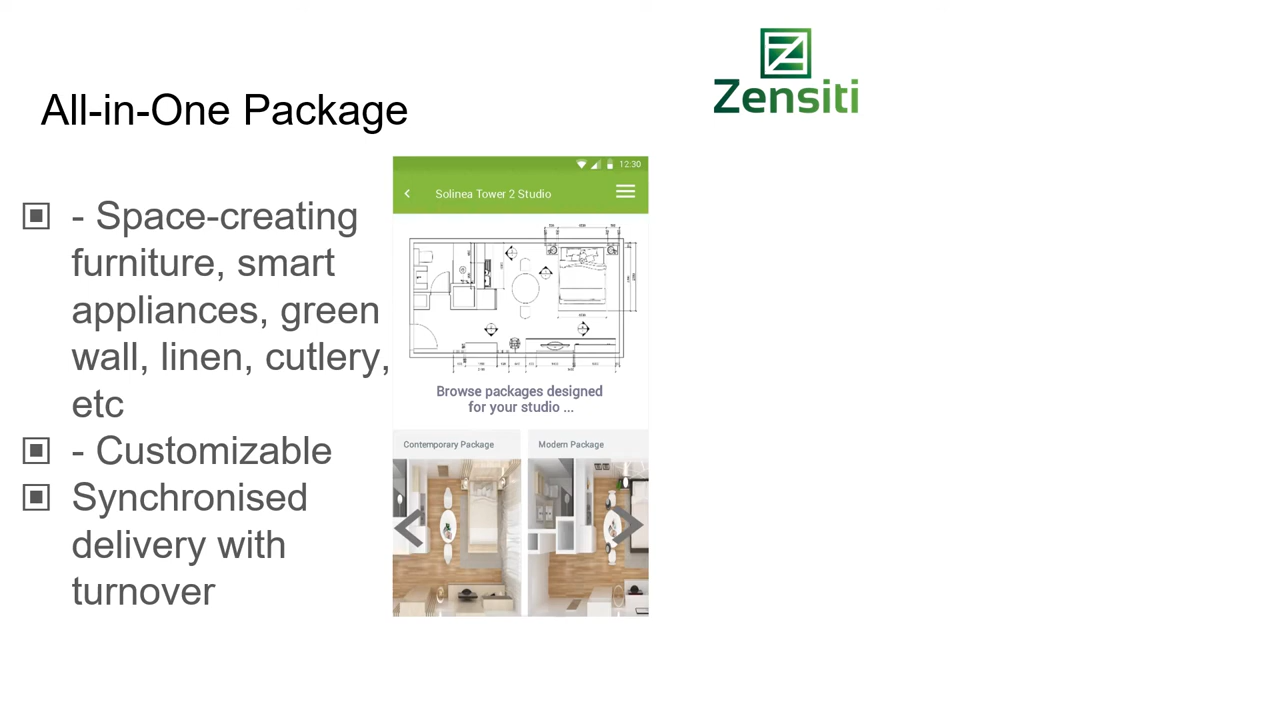 Zensiti
All-in-One Package
- Space-creating
furniture, smart
appliances, green
wall, linen, cutlery,
etc
- Customizable
Synchronised
delivery with
turnover
12:30
Solinea Tower 2 Studio
Browse packages designed
for your studio ...
Contemporary Package
Modern Package